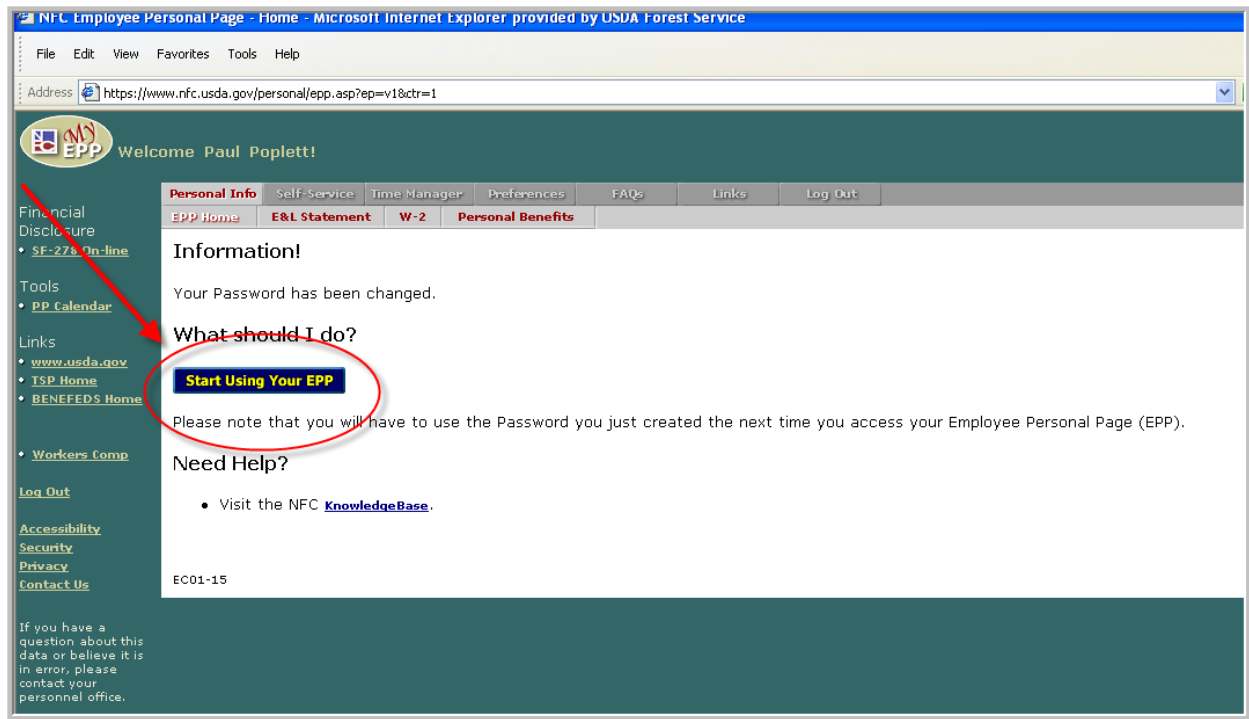 NFC Employee Personal Page - Home - Microsoft Internet Explorer provided by USDA Forest Service
File Edit View Favorites Tools Help
Address https://www.nfc.usda.gov/personal/epp.asp?ep=v1&ctr=1
MY EPP Welcome Paul Poplett!
Personal Info Self-Service Time Manager Preferences FAQs Links Log Out
EPP Home E&L Statement W-2 Personal Benefits
Financial
Disclosure
• SF-278 On-line
Tools
• PP Calendar
Links
• www.usda.gov
• TSP Home
• BENEFEDS Home
• Workers Comp
Log Out
Accessibility
Security
Privacy
Contact Us
If you have a
question about this
data or believe it is
in error, please
contact your
personnel office.
Information!
Your Password has been changed.
What should I do?
Start Using Your EPP
Please note that you will have to use the Password you just created the next time you access your Employee Personal Page (EPP).
Need Help?
• Visit the NFC KnowledgeBase.
EC01-15